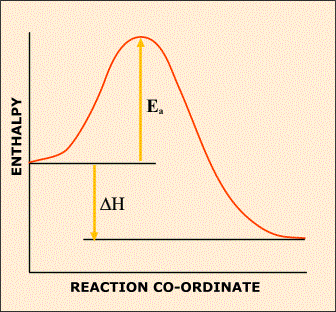 ENTHALPY
Eₐ
ΔH
REACTION CO-ORDINATE